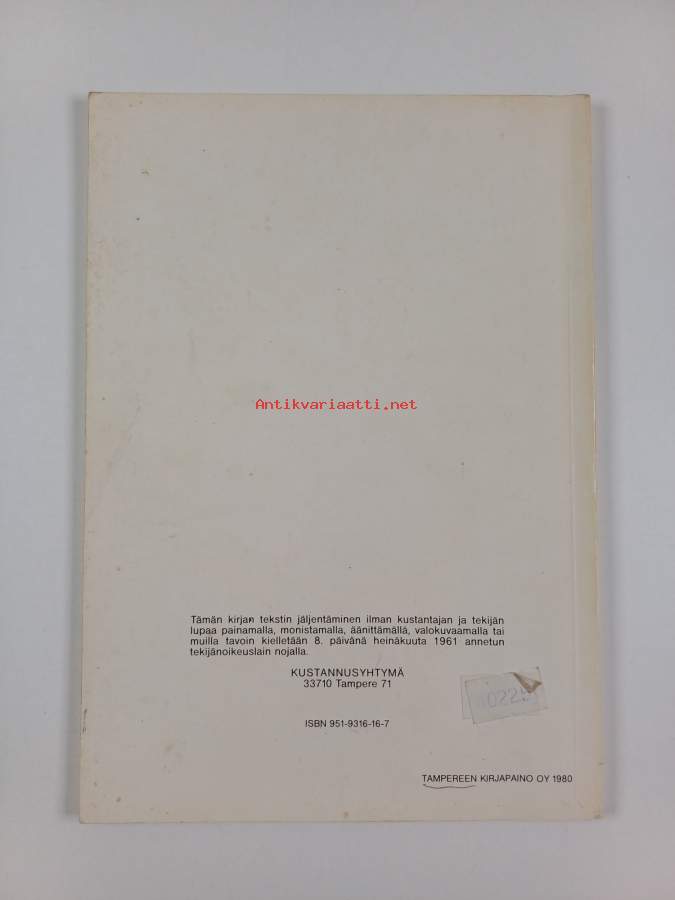 Antikvariaatti.net
Tämän kirjan tekstin jäljentäminen ilman kustantajan ja tekijän
lupaa painamalla, monistamalla, äänittämällä, valokuvaamalla tai
muilla tavoin kielletään 8. päivänä heinäkuuta 1961 annetun
tekijänoikeuslain nojalla.
KUSTANNUSYHTYMÄ
33710 Tampere 71
ISBN 951-9316-16-7
TAMPEREEN KIRJAPAINO OY 1980